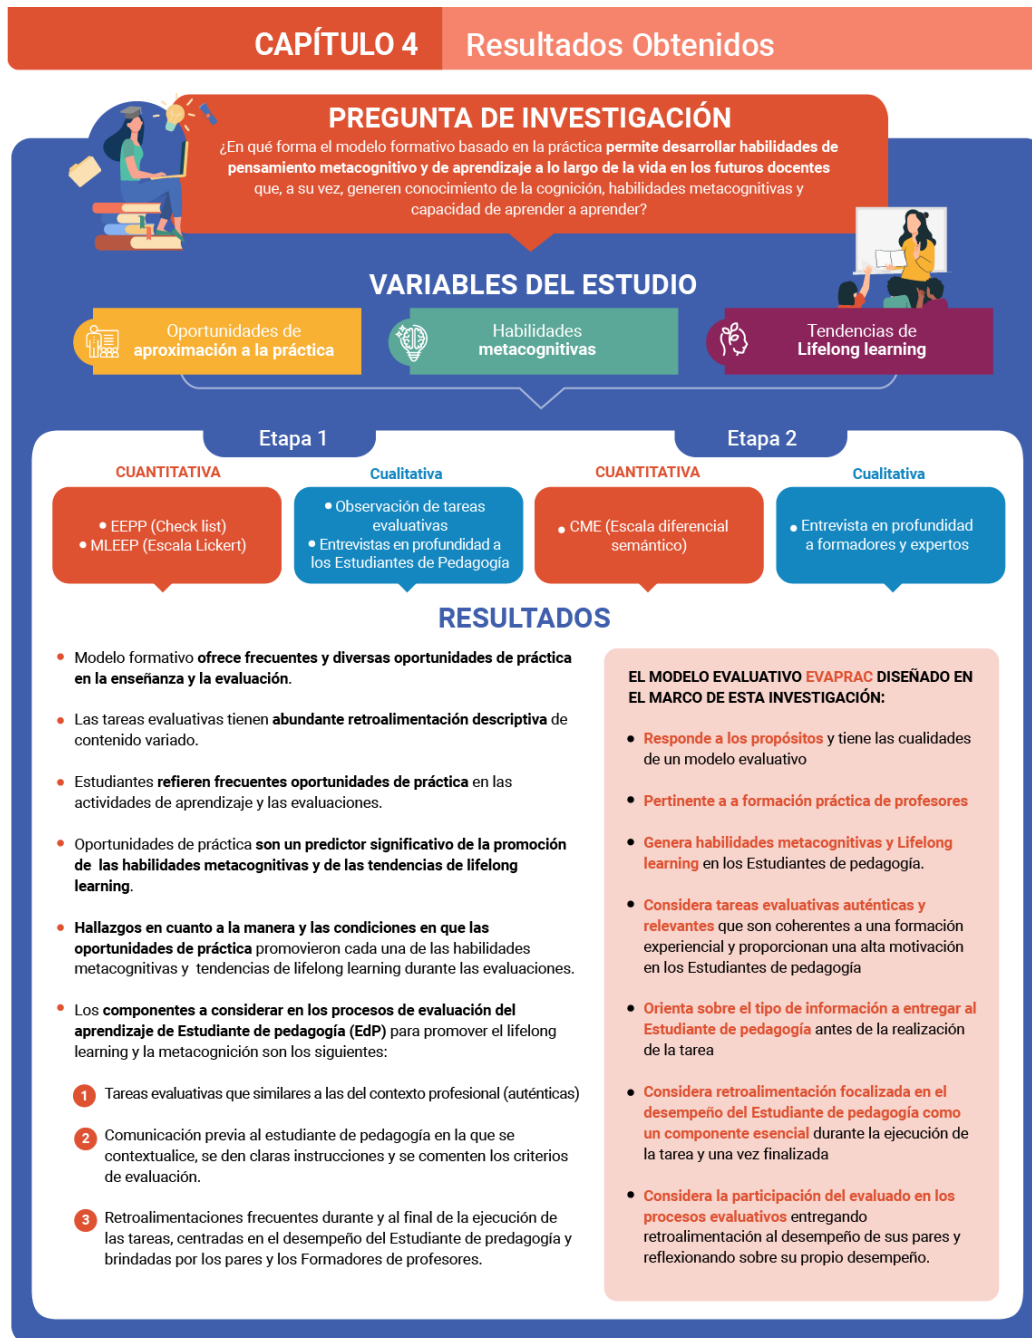 CAPÍTULO 4 Resultados Obtenidos
PREGUNTA DE INVESTIGACIÓN
¿En qué forma el modelo formativo basado en la práctica permite desarrollar habilidades de
pensamiento metacognitivo y de aprendizaje a lo largo de la vida en los futuros docentes
que, a su vez, generen conocimiento de la cognición, habilidades metacognitivas y
capacidad de aprender a aprender?
VARIABLES DEL ESTUDIO
Oportunidades de
aproximación a la práctica
Habilidades
metacognitivas
Tendencias de
Lifelong learning
Etapa 1
CUANTITATIVA
• EEPP (Check list)
• MLEEP (Escala Lickert)
Cualitativa
• Observación de tareas
evaluativas
• Entrevistas en profundidad a
los Estudiantes de Pedagogía
Etapa 2
CUANTITATIVA
• CME (Escala diferencial
semántico)
Cualitativa
• Entrevista en profundidad
a formadores y expertos
RESULTADOS
• Modelo formativo ofrece frecuentes y diversas oportunidades de práctica
en la enseñanza y la evaluación.
• Las tareas evaluativas tienen abundante retroalimentación descriptiva de
contenido variado.
• Estudiantes refieren frecuentes oportunidades de práctica en las
actividades de aprendizaje y las evaluaciones.
• Oportunidades de práctica son un predictor significativo de la promoción
de las habilidades metacognitivas y de las tendencias de lifelong
learning.
• Hallazgos en cuanto a la manera y las condiciones en que las
oportunidades de práctica promovieron cada una de las habilidades
metacognitivas y tendencias de lifelong learning durante las evaluaciones.
• Los componentes a considerar en los procesos de evaluación del
aprendizaje de Estudiante de pedagogía (EdP) para promover el lifelong
learning y la metacognición son los siguientes:
1 Tareas evaluativas que similares a las del contexto profesional (auténticas)
2 Comunicación previa al estudiante de pedagogía en la que se
contextualice, se den claras instrucciones y se comenten los criterios
de evaluación.
3 Retroalimentaciones frecuentes durante y al final de la ejecución de
las tareas, centradas en el desempeño del Estudiante de predagogía y
brindadas por los pares y los Formadores de profesores.
EL MODELO EVALUATIVO EVAPRAC DISEÑADO EN
EL MARCO DE ESTA INVESTIGACIÓN:
• Responde a los propósitos y tiene las cualidades
de un modelo evaluativo
• Pertinente a a formación práctica de profesores
• Genera habilidades metacognitivas y Lifelong
learning en los Estudiantes de pedagogía.
• Considera tareas evaluativas auténticas y
relevantes que son coherentes a una formación
experiencial y proporcionan una alta motivación
en los Estudiantes de pedagogía
• Orienta sobre el tipo de información a entregar al
Estudiante de pedagogía antes de la realización
de la tarea
• Considera retroalimentación focalizada en el
desempeño del Estudiante de pedagogía como
un componente esencial durante la ejecución de
la tarea y una vez finalizada
• Considera la participación del evaluado en los
procesos evaluativos entregando
retroalimentación al desempeño de sus pares y
reflexionando sobre su propio desempeño.